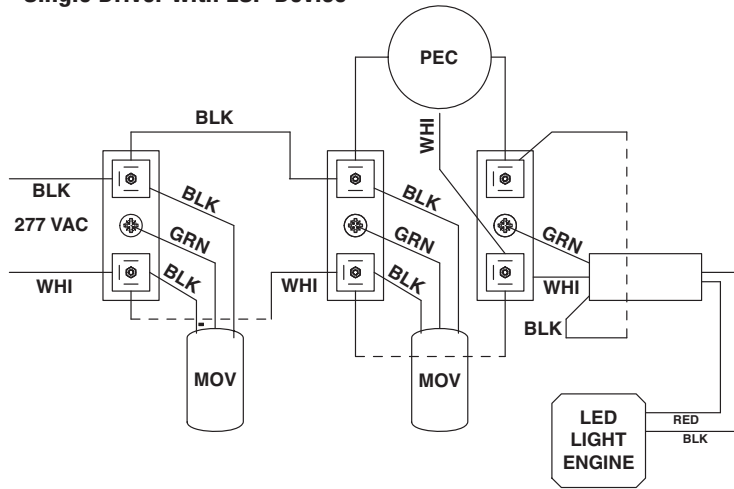 Single Driver with LSP Device
PEC
BLK
WHI
BLK
BLK
BLK
277 VAC
GRN
GRN
GRN
BLK
BLK
WHI
WHI
WHI
BLK
MOV
MOV
LED
LIGHT
ENGINE
RED
BLK